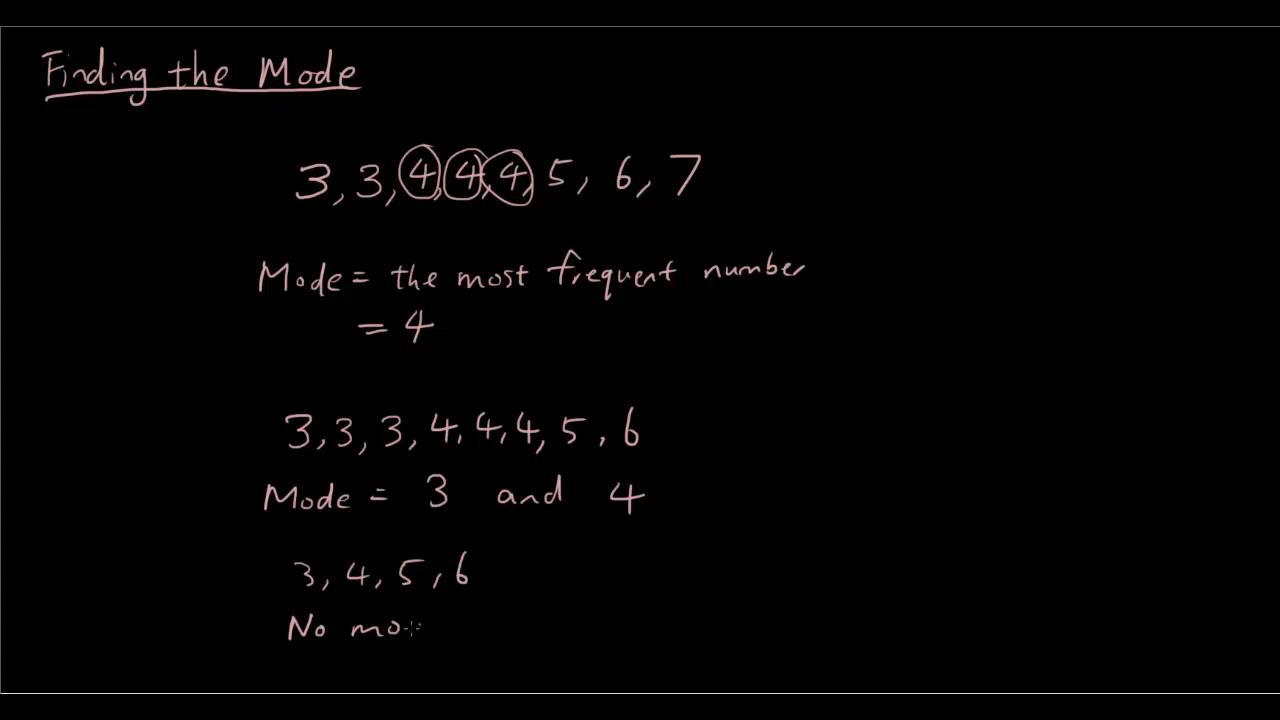 Finding the Mode
3, 3, 4, 4, 4, 5, 6, 7
Mode = the most frequent number
= 4
3, 3, 3, 4, 4, 4, 5, 6
Mode = 3 and 4
3, 4, 5, 6
No mo